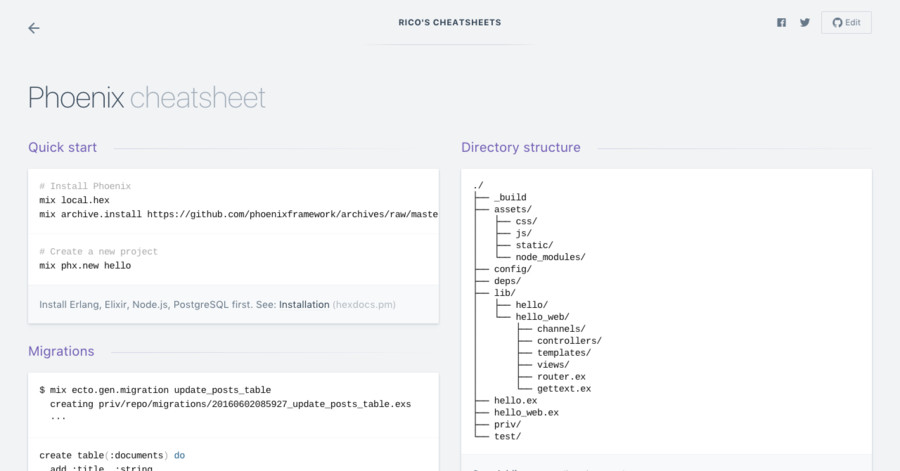 RICO'S CHEATSHEETS
Edit
Phoenix cheatsheet
Quick start
# Install Phoenix
mix local.hex
mix archive.install https://github.com/phoenixframework/archives/raw/maste
# Create a new project
mix phx.new hello
Install Erlang, Elixir, Node.js, PostgreSQL first. See: Installation (hexdocs.pm)
Migrations
$ mix ecto.gen.migration update_posts_table
creating priv/repo/migrations/20160602085927_update_posts_table.exs
...
create table(:documents) do
add :title, :string
Directory structure
./
├── _build
├── assets/
│   ├── css/
│   ├── js/
│   ├── static/
│   └── node_modules/
├── config/
├── deps/
├── lib/
│   ├── hello/
│   └── hello_web/
│       ├── channels/
│       ├── controllers/
│       ├── templates/
│       ├── views/
│       ├── router.ex
│       └── gettext.ex
├── hello.ex
├── hello_web.ex
├── priv/
└── test/